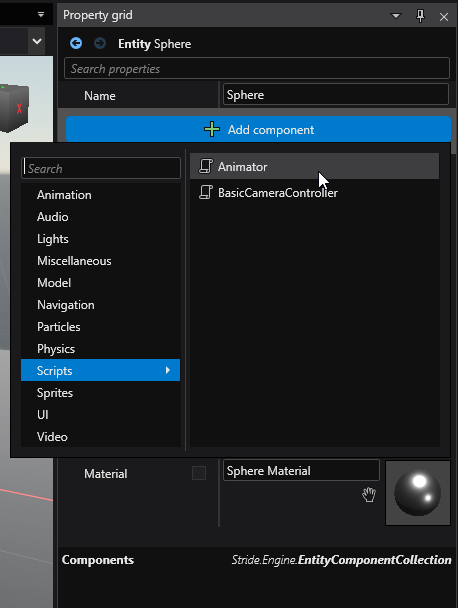 Property grid
Entity Sphere
Search properties
Name
Sphere
Add component
Search
Animation
Audio
Lights
Miscellaneous
Model
Navigation
Particles
Physics
Scripts
Sprites
UI
Video
Animator
BasicCameraController
Material
Sphere Material
Components
Stride.Engine.EntityComponentCollection
X